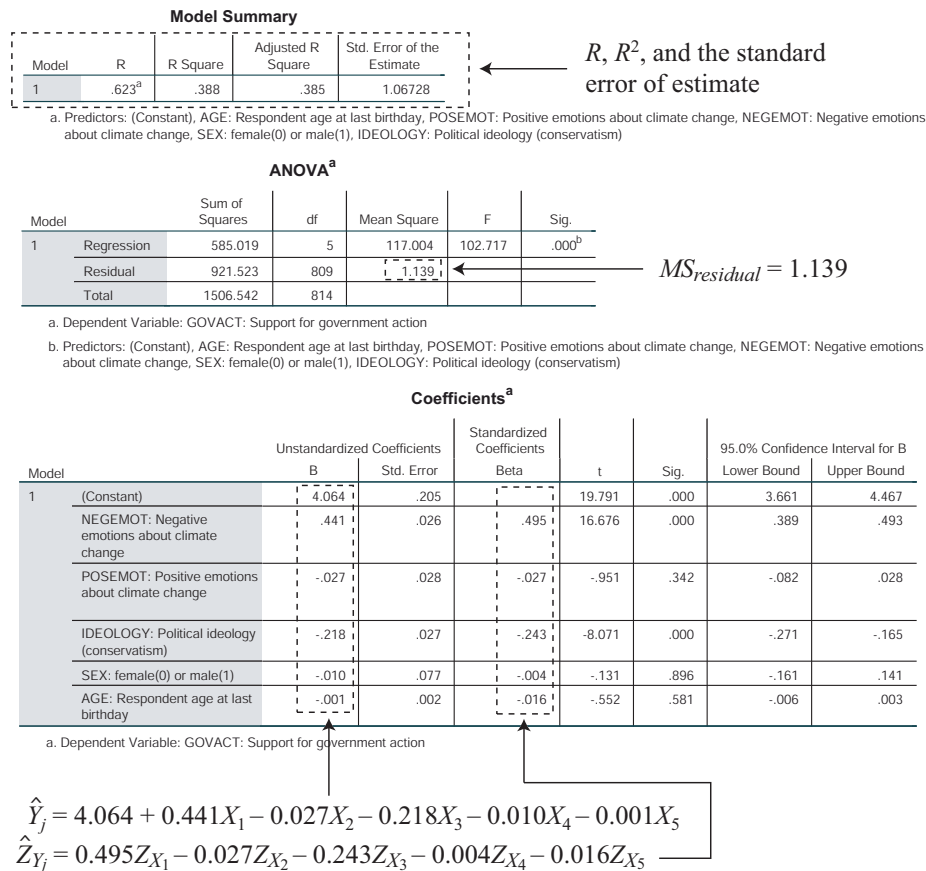 Model Summary
Model R R Square Adjusted R Square Std. Error of the Estimate
1 .623a .388 .385 1.06728
R, R², and the standard
error of estimate
a. Predictors: (Constant), AGE: Respondent age at last birthday, POSEMOT: Positive emotions about climate change, NEGEMOT: Negative emotions
about climate change, SEX: female(0) or male(1), IDEOLOGY: Political ideology (conservatism)
ANOVAa
Model Sum of Squares df Mean Square F Sig.
1 Regression 585.019 5 117.004 102.717 .000b
Residual 921.523 809 1.139
Total 1506.542 814
MSresidual = 1.139
a. Dependent Variable: GOVACT: Support for government action
b. Predictors: (Constant), AGE: Respondent age at last birthday, POSEMOT: Positive emotions about climate change, NEGEMOT: Negative emotions
about climate change, SEX: female(0) or male(1), IDEOLOGY: Political ideology (conservatism)
Coefficientsa
Unstandardized Coefficients Standardized Coefficients 95.0% Confidence Interval for B
Model B Std. Error Beta t Sig. Lower Bound Upper Bound
1 (Constant) 4.064 .205 19.791 .000 3.661 4.467
NEGEMOT: Negative emotions about climate change .441 .026 .495 16.676 .000 .389 .493
POSEMOT: Positive emotions about climate change -.027 .028 -.027 -.951 .342 -.082 .028
IDEOLOGY: Political ideology (conservatism) -.218 .027 -.243 -8.071 .000 -.271 -.165
SEX: female(0) or male(1) -.010 .077 -.004 -.131 .896 -.161 .141
AGE: Respondent age at last birthday -.001 .002 -.016 -.552 .581 -.006 .003
a. Dependent Variable: GOVACT: Support for government action
Ŷj = 4.064 + 0.441X1 – 0.027X2 – 0.218X3 – 0.010X4 – 0.001X5
ẐYj = 0.495ZX1 – 0.027ZX2 – 0.243ZX3 – 0.004ZX4 – 0.016ZX5